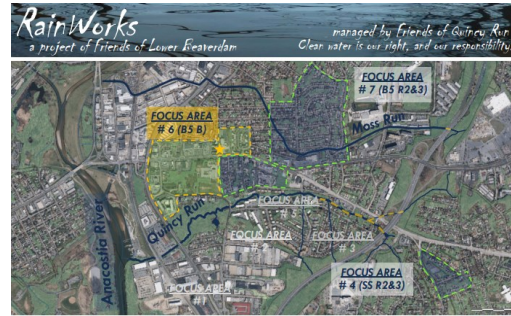 RainWorks
a project of Friends of Lower Beaverdam
managed by Friends of Quincy Run
Clean water is our right, and our responsibility.
FOCUS AREA
# 7 (B5 R2&3)
FOCUS AREA
# 6 (B5 B)
Moss Run
Anacostia River
Quincy Run
FOCUS AREA
# 5
FOCUS AREA
# 2
FOCUS AREA
# 3
FOCUS AREA
# 4 (SS R2&3)
FOCUS AREA
# 1